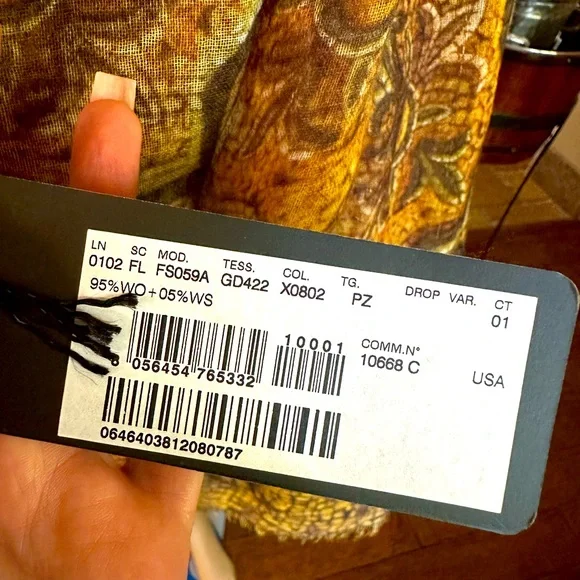 LN SC MOD. TESS. COL. TG. DROP VAR. CT
0102 FL FS059A GD422 X0802 PZ 01
95%WO+05%WS
10001
8 056454 765332
COMM.N°
10668 C
USA
0646403812080787